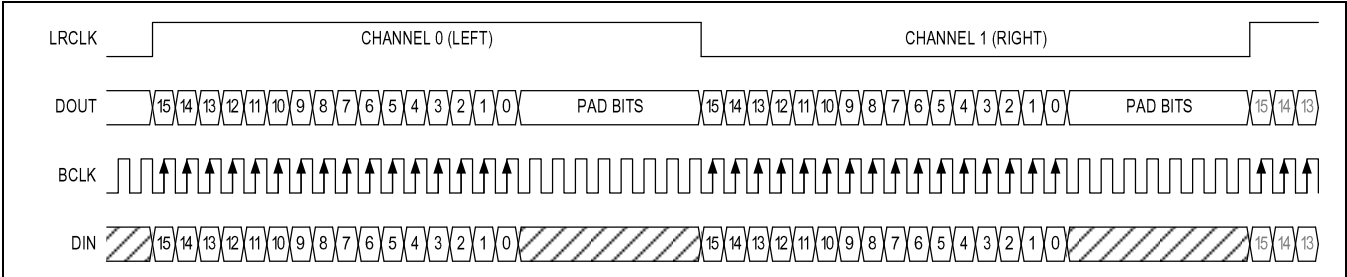 LRCLK CHANNEL 0 (LEFT) CHANNEL 1 (RIGHT)
DOUT 15 14 13 12 11 10 9 8 7 6 5 4 3 2 1 0 PAD BITS 15 14 13 12 11 10 9 8 7 6 5 4 3 2 1 0 PAD BITS 15 14 13
BCLK
DIN 15 14 13 12 11 10 9 8 7 6 5 4 3 2 1 0 15 14 13 12 11 10 9 8 7 6 5 4 3 2 1 0 15 14 13